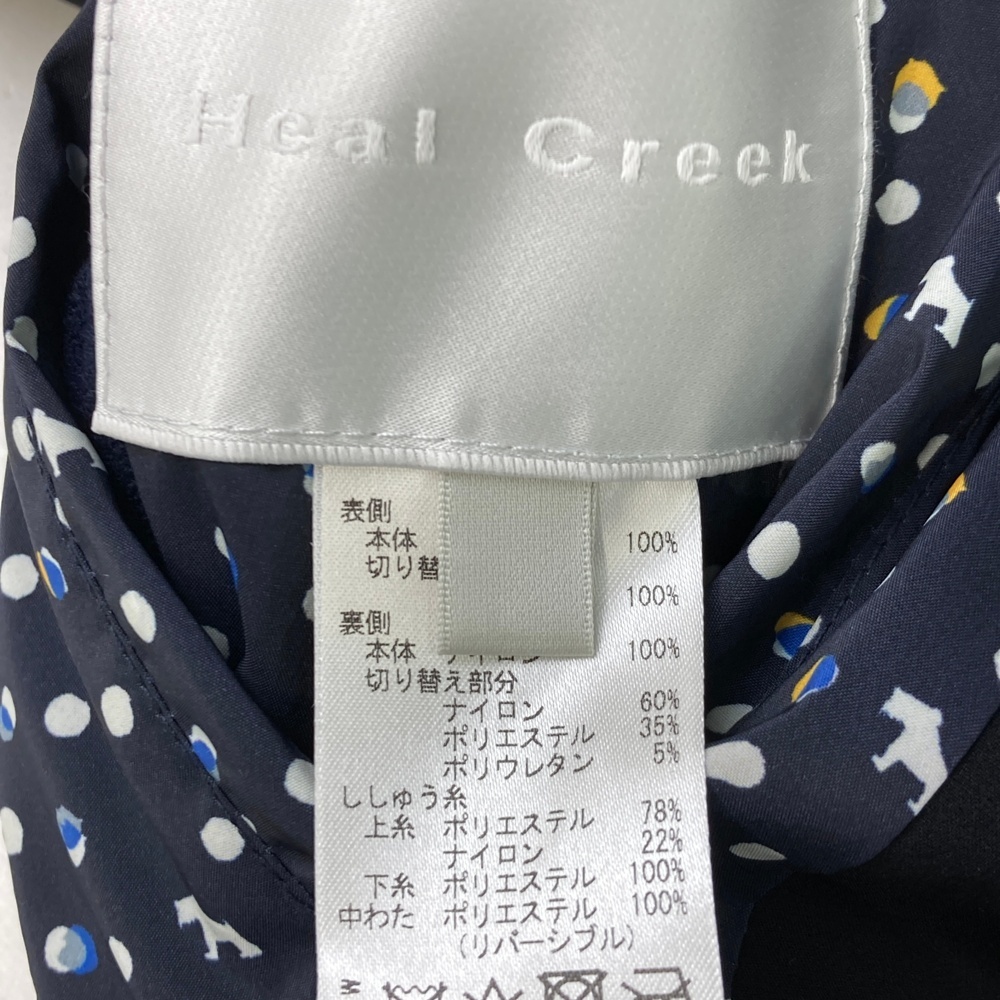 Heal Creek
表側
本体 100%
切り替
100%
裏側
本体 ナイロン 100%
切り替え部分
ナイロン 60%
ポリエステル 35%
ポリウレタン 5%
ししゅう糸
上糸 ポリエステル 78%
ナイロン 22%
下糸 ポリエステル 100%
中わた ポリエステル 100%
(リバーシブル)
M